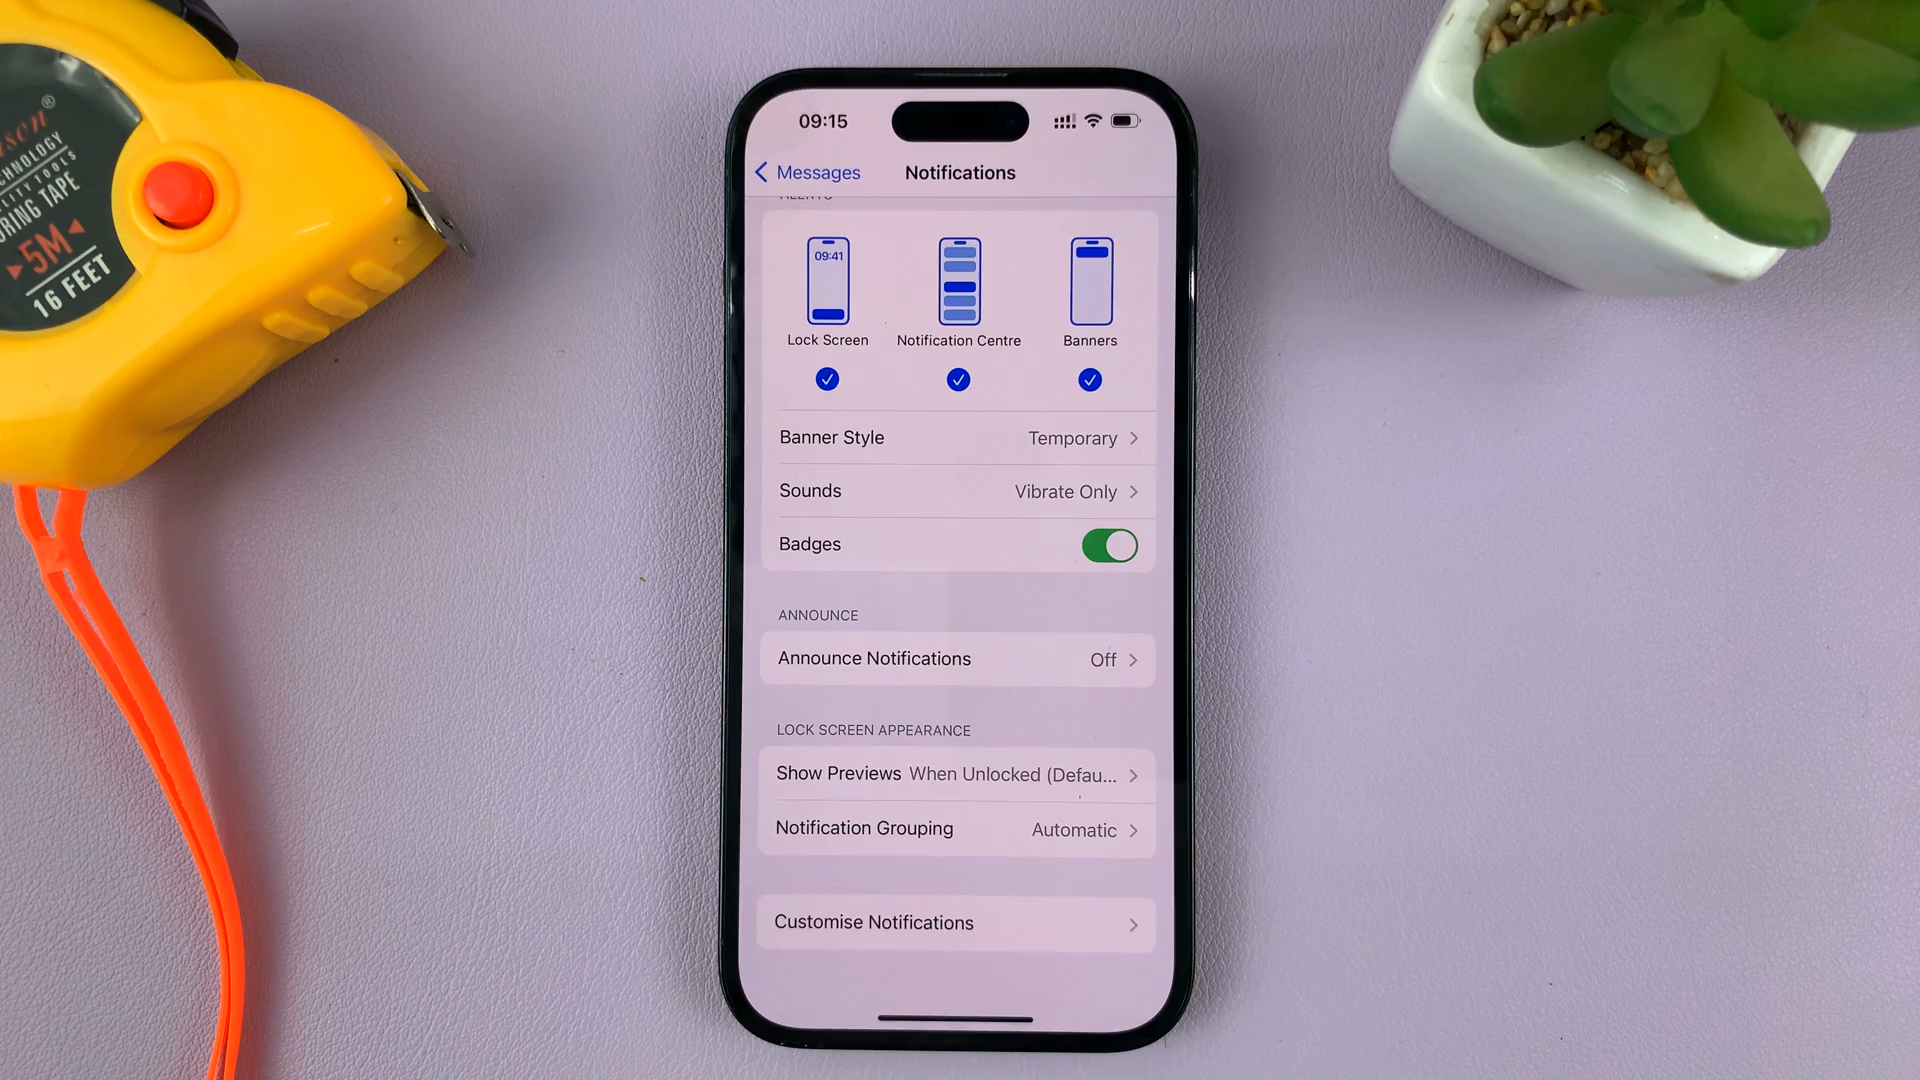 09:15
Messages
Notifications
ALERTS
09:41
Lock Screen
Notification Centre
Banners
Banner Style
Temporary
Sounds
Vibrate Only
Badges
ANNOUNCE
Announce Notifications
Off
LOCK SCREEN APPEARANCE
Show Previews
When Unlocked (Defau...
Notification Grouping
Automatic
Customise Notifications
®
TAPE
5M
16 FEET